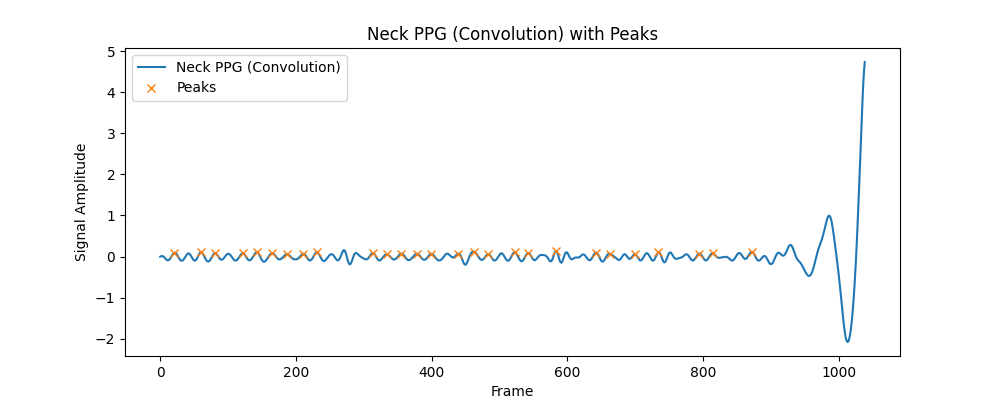 Neck PPG (Convolution) with Peaks
Neck PPG (Convolution)
Peaks
Signal Amplitude
5
4
3
2
1
0
−1
−2
0 200 400 600 800 1000
Frame